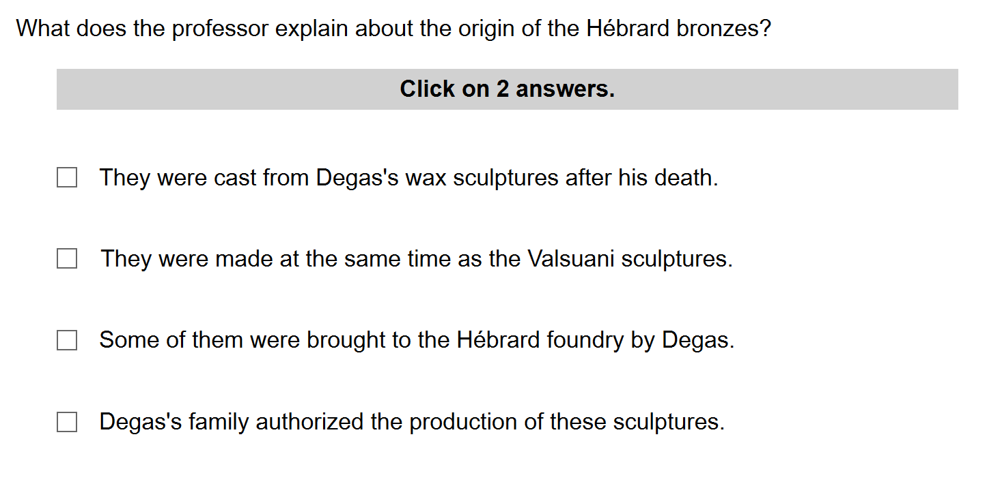 What does the professor explain about the origin of the Hébrard bronzes?
Click on 2 answers.
They were cast from Degas's wax sculptures after his death.
They were made at the same time as the Valsuani sculptures.
Some of them were brought to the Hébrard foundry by Degas.
Degas's family authorized the production of these sculptures.